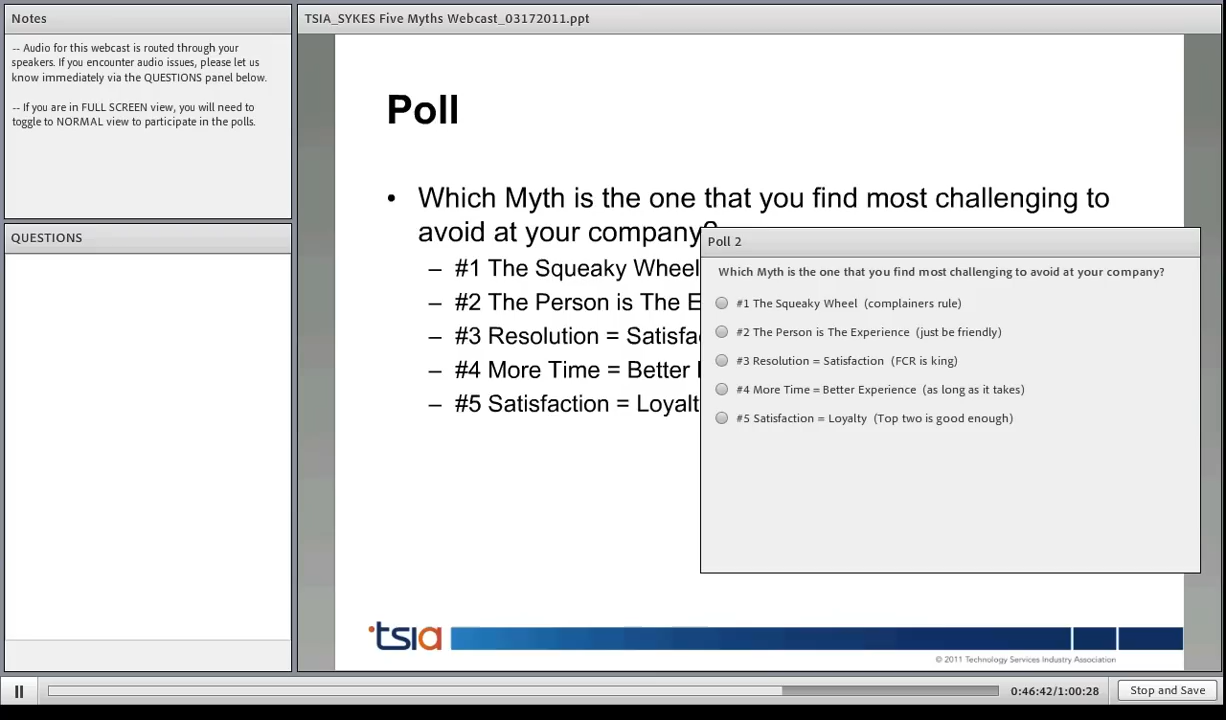 Notes
-- Audio for this webcast is routed through your
speakers. If you encounter audio issues, please let us
know immediately via the QUESTIONS panel below.
-- If you are in FULL SCREEN view, you will need to
toggle to NORMAL view to participate in the polls.
QUESTIONS
TSIA_SYKES Five Myths Webcast_03172011.ppt
Poll
• Which Myth is the one that you find most challenging to
avoid at your company?
– #1 The Squeaky Wheel
– #2 The Person is The E
– #3 Resolution = Satisfa
– #4 More Time = Better
– #5 Satisfaction = Loyalt
Poll 2
Which Myth is the one that you find most challenging to avoid at your company?
#1 The Squeaky Wheel (complainers rule)
#2 The Person is The Experience (just be friendly)
#3 Resolution = Satisfaction (FCR is king)
#4 More Time = Better Experience (as long as it takes)
#5 Satisfaction = Loyalty (Top two is good enough)
tsia
© 2011 Technology Services Industry Association
0:46:42/1:00:28
Stop and Save